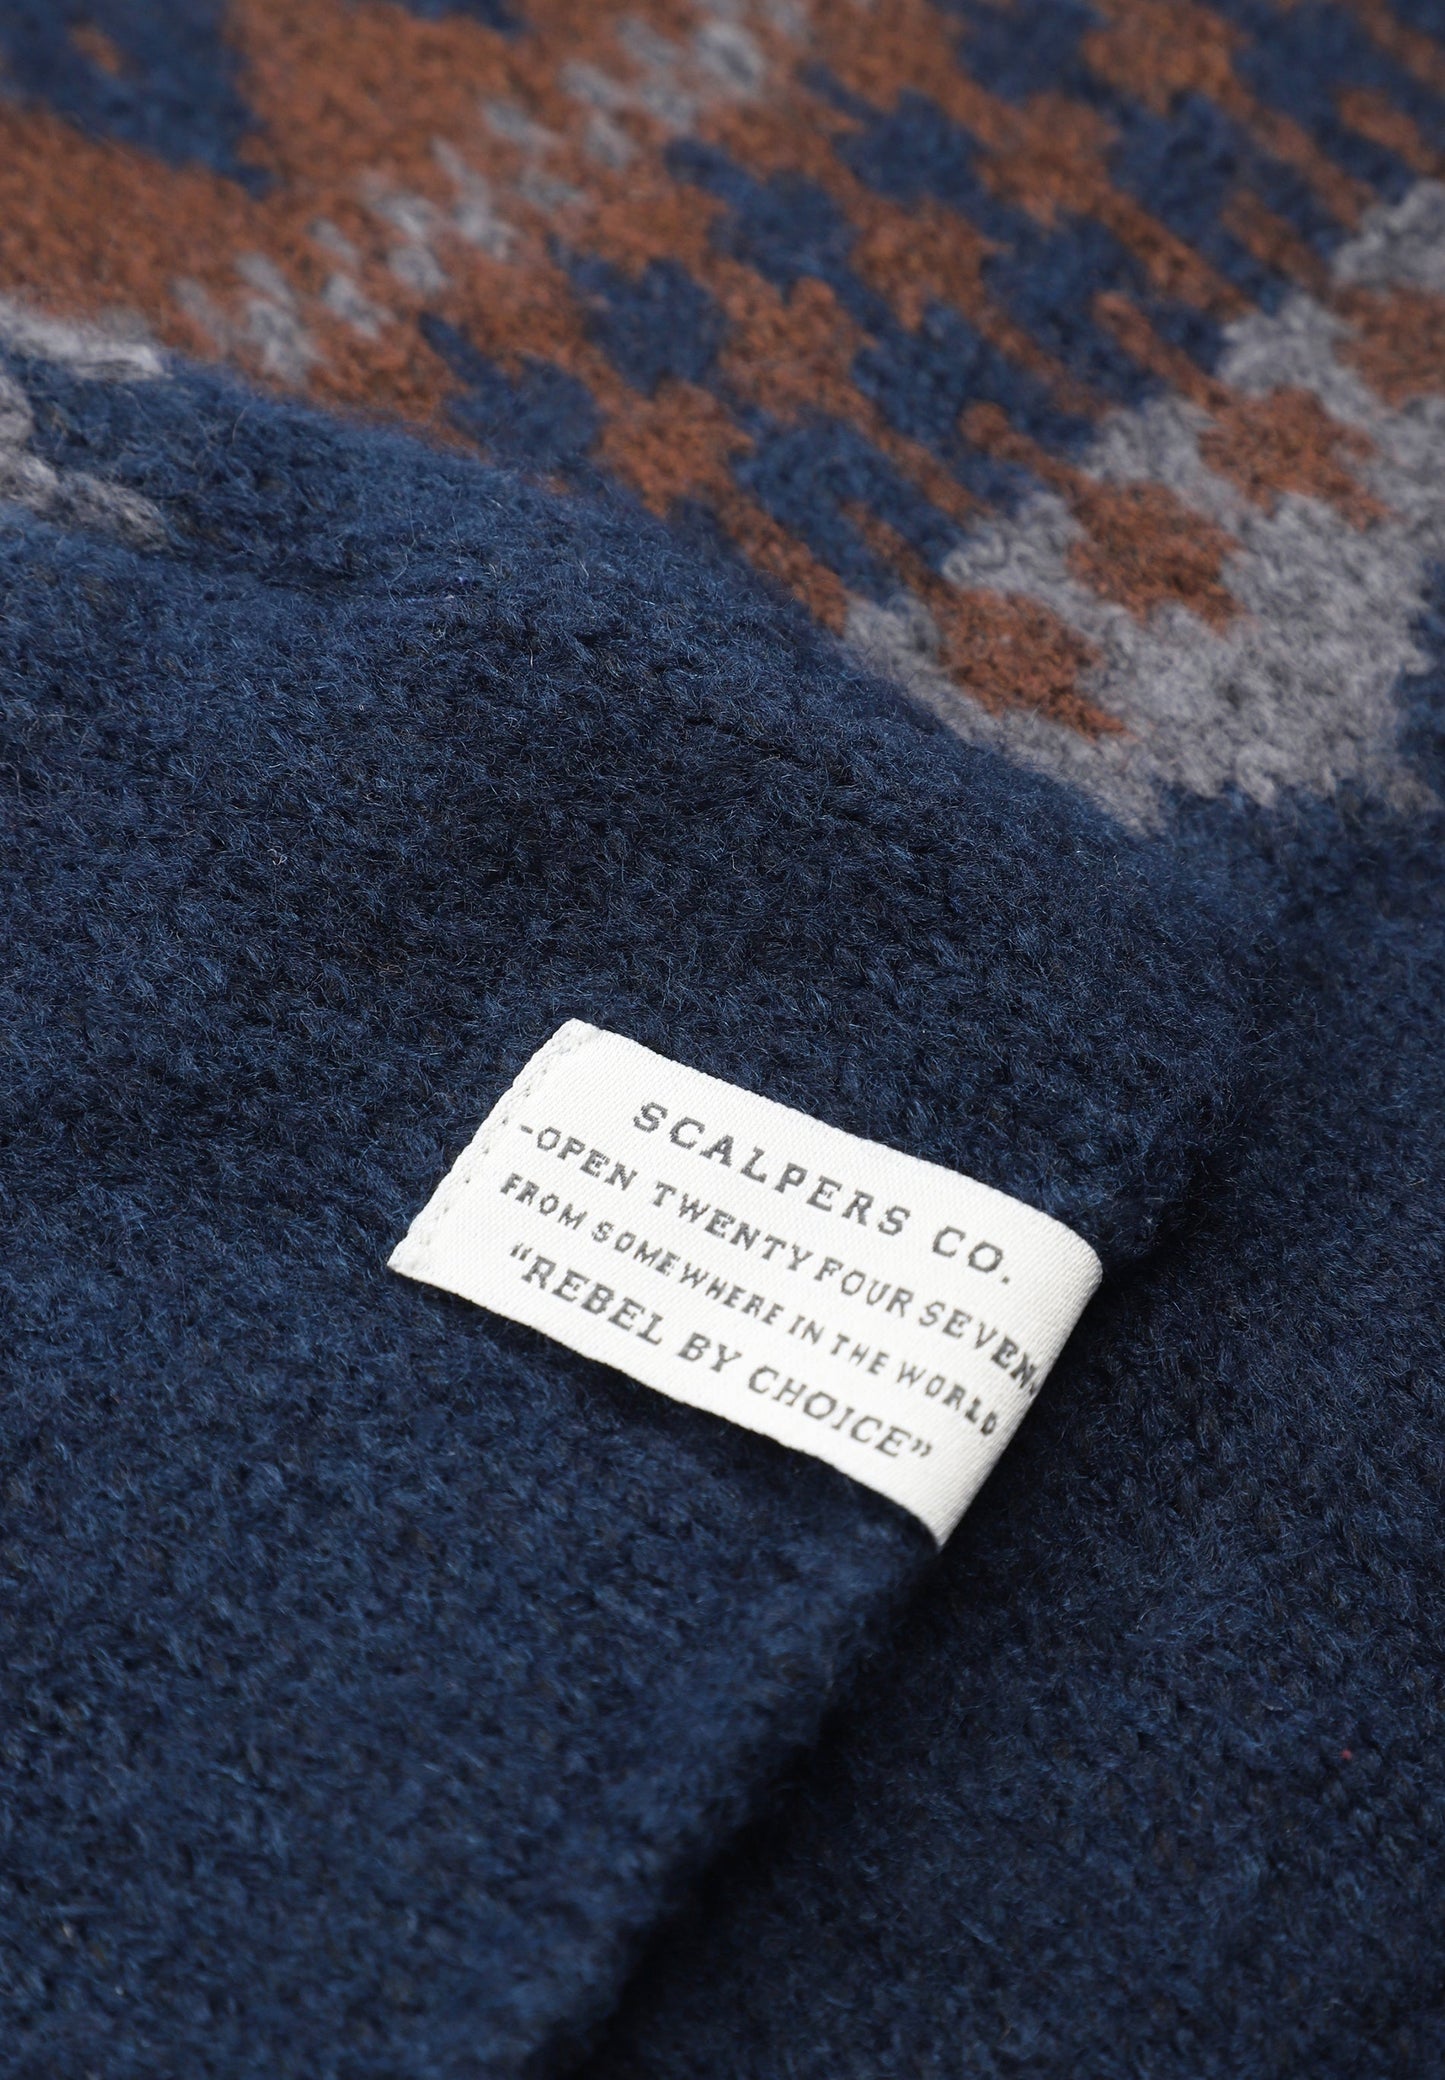 SCALPERS CO.
-OPEN TWENTY FOUR SEVEN.
FROM SOMEWHERE IN THE WORLD
“REBEL BY CHOICE”